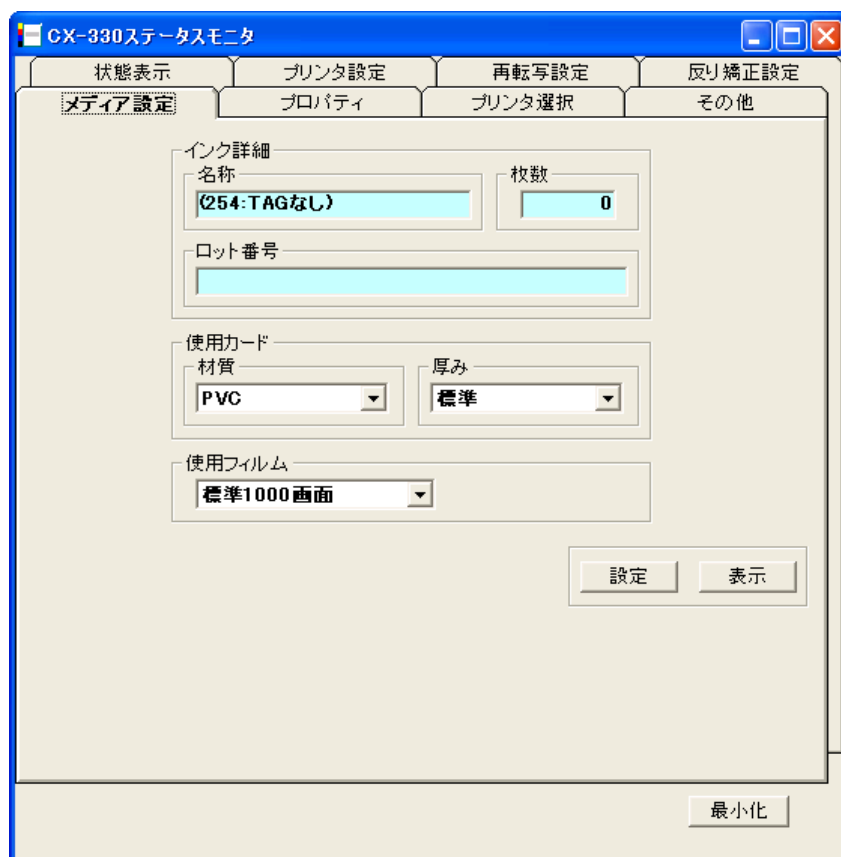 CX-330ステータスモニタ
状態表示 プリンタ設定 再転写設定 反り矯正設定
メディア設定 プロパティ プリンタ選択 その他
インク詳細
名称 枚数
(254:TAGなし) 0
ロット番号
使用カード
材質 厚み
PVC 標準
使用フィルム
標準1000画面
設定 表示
最小化